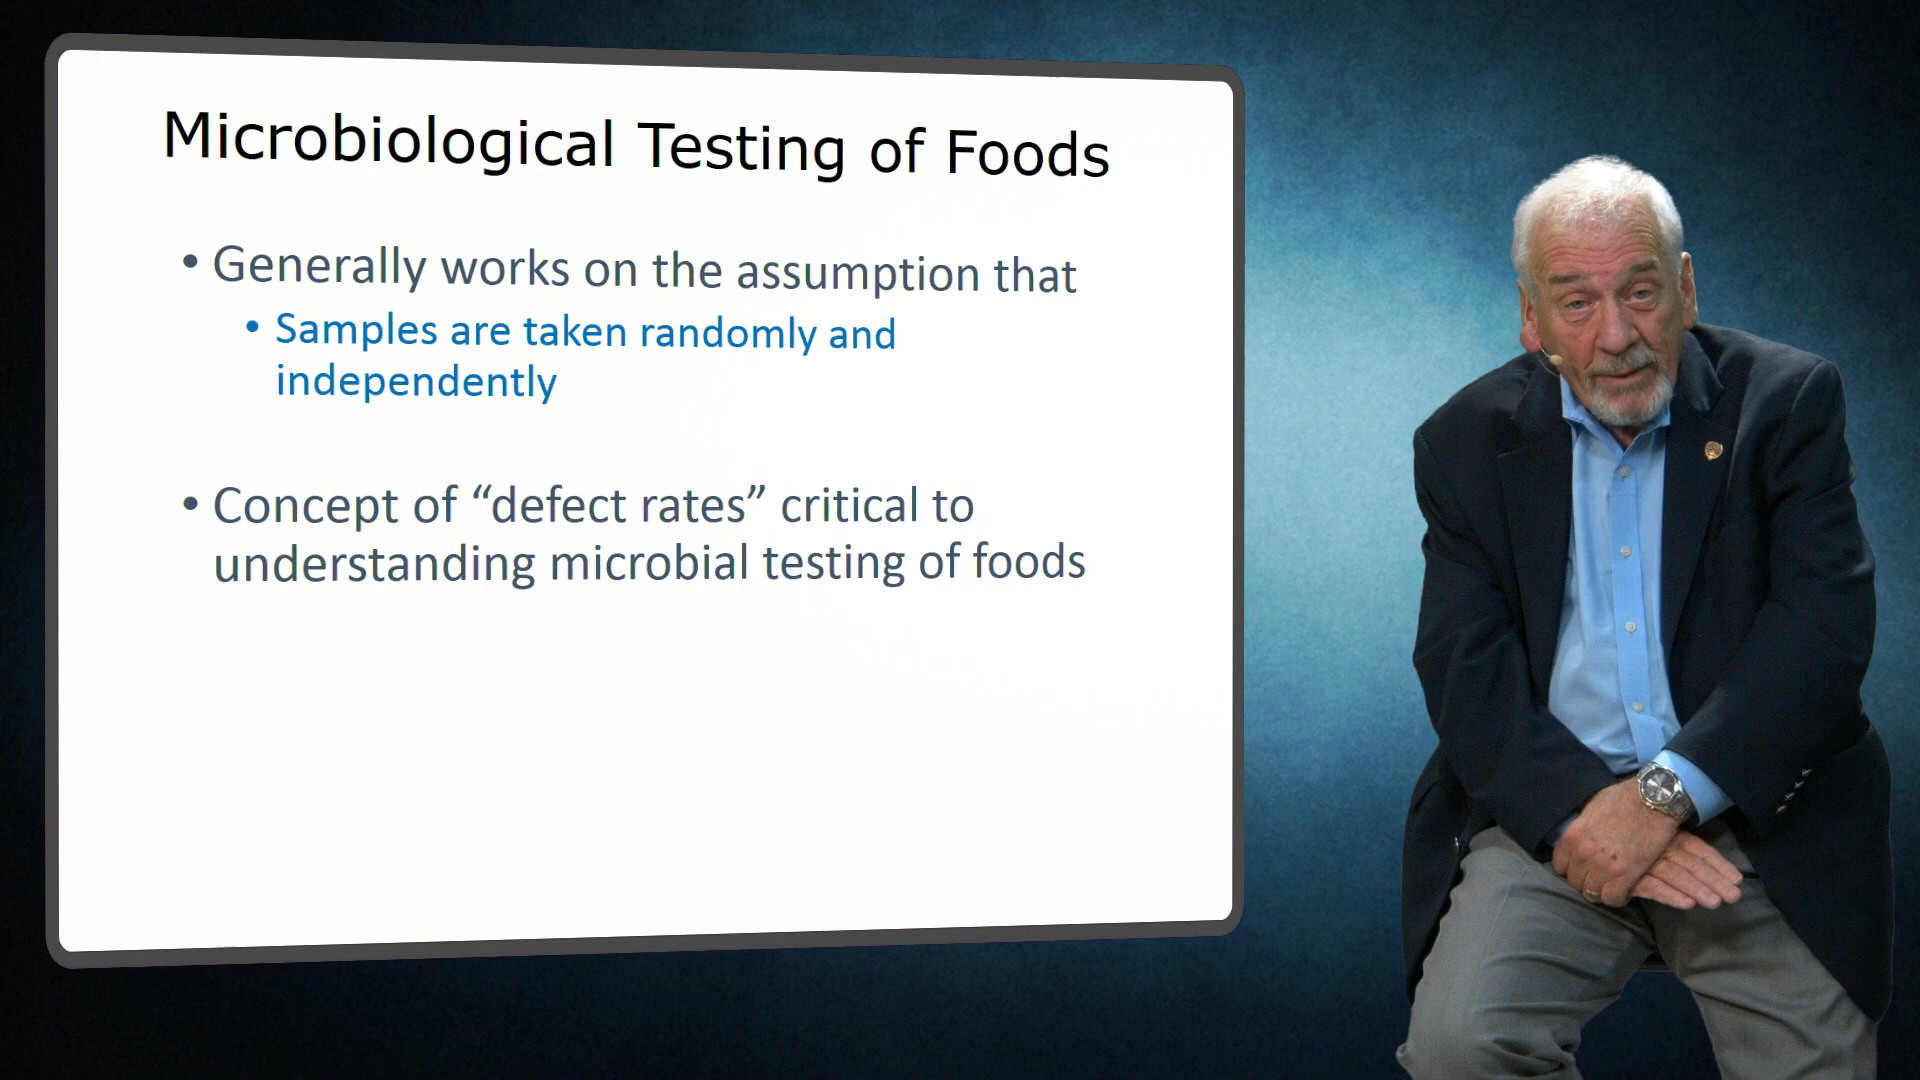 Microbiological Testing of Foods
• Generally works on the assumption that
• Samples are taken randomly and
independently
• Concept of “defect rates” critical to
understanding microbial testing of foods